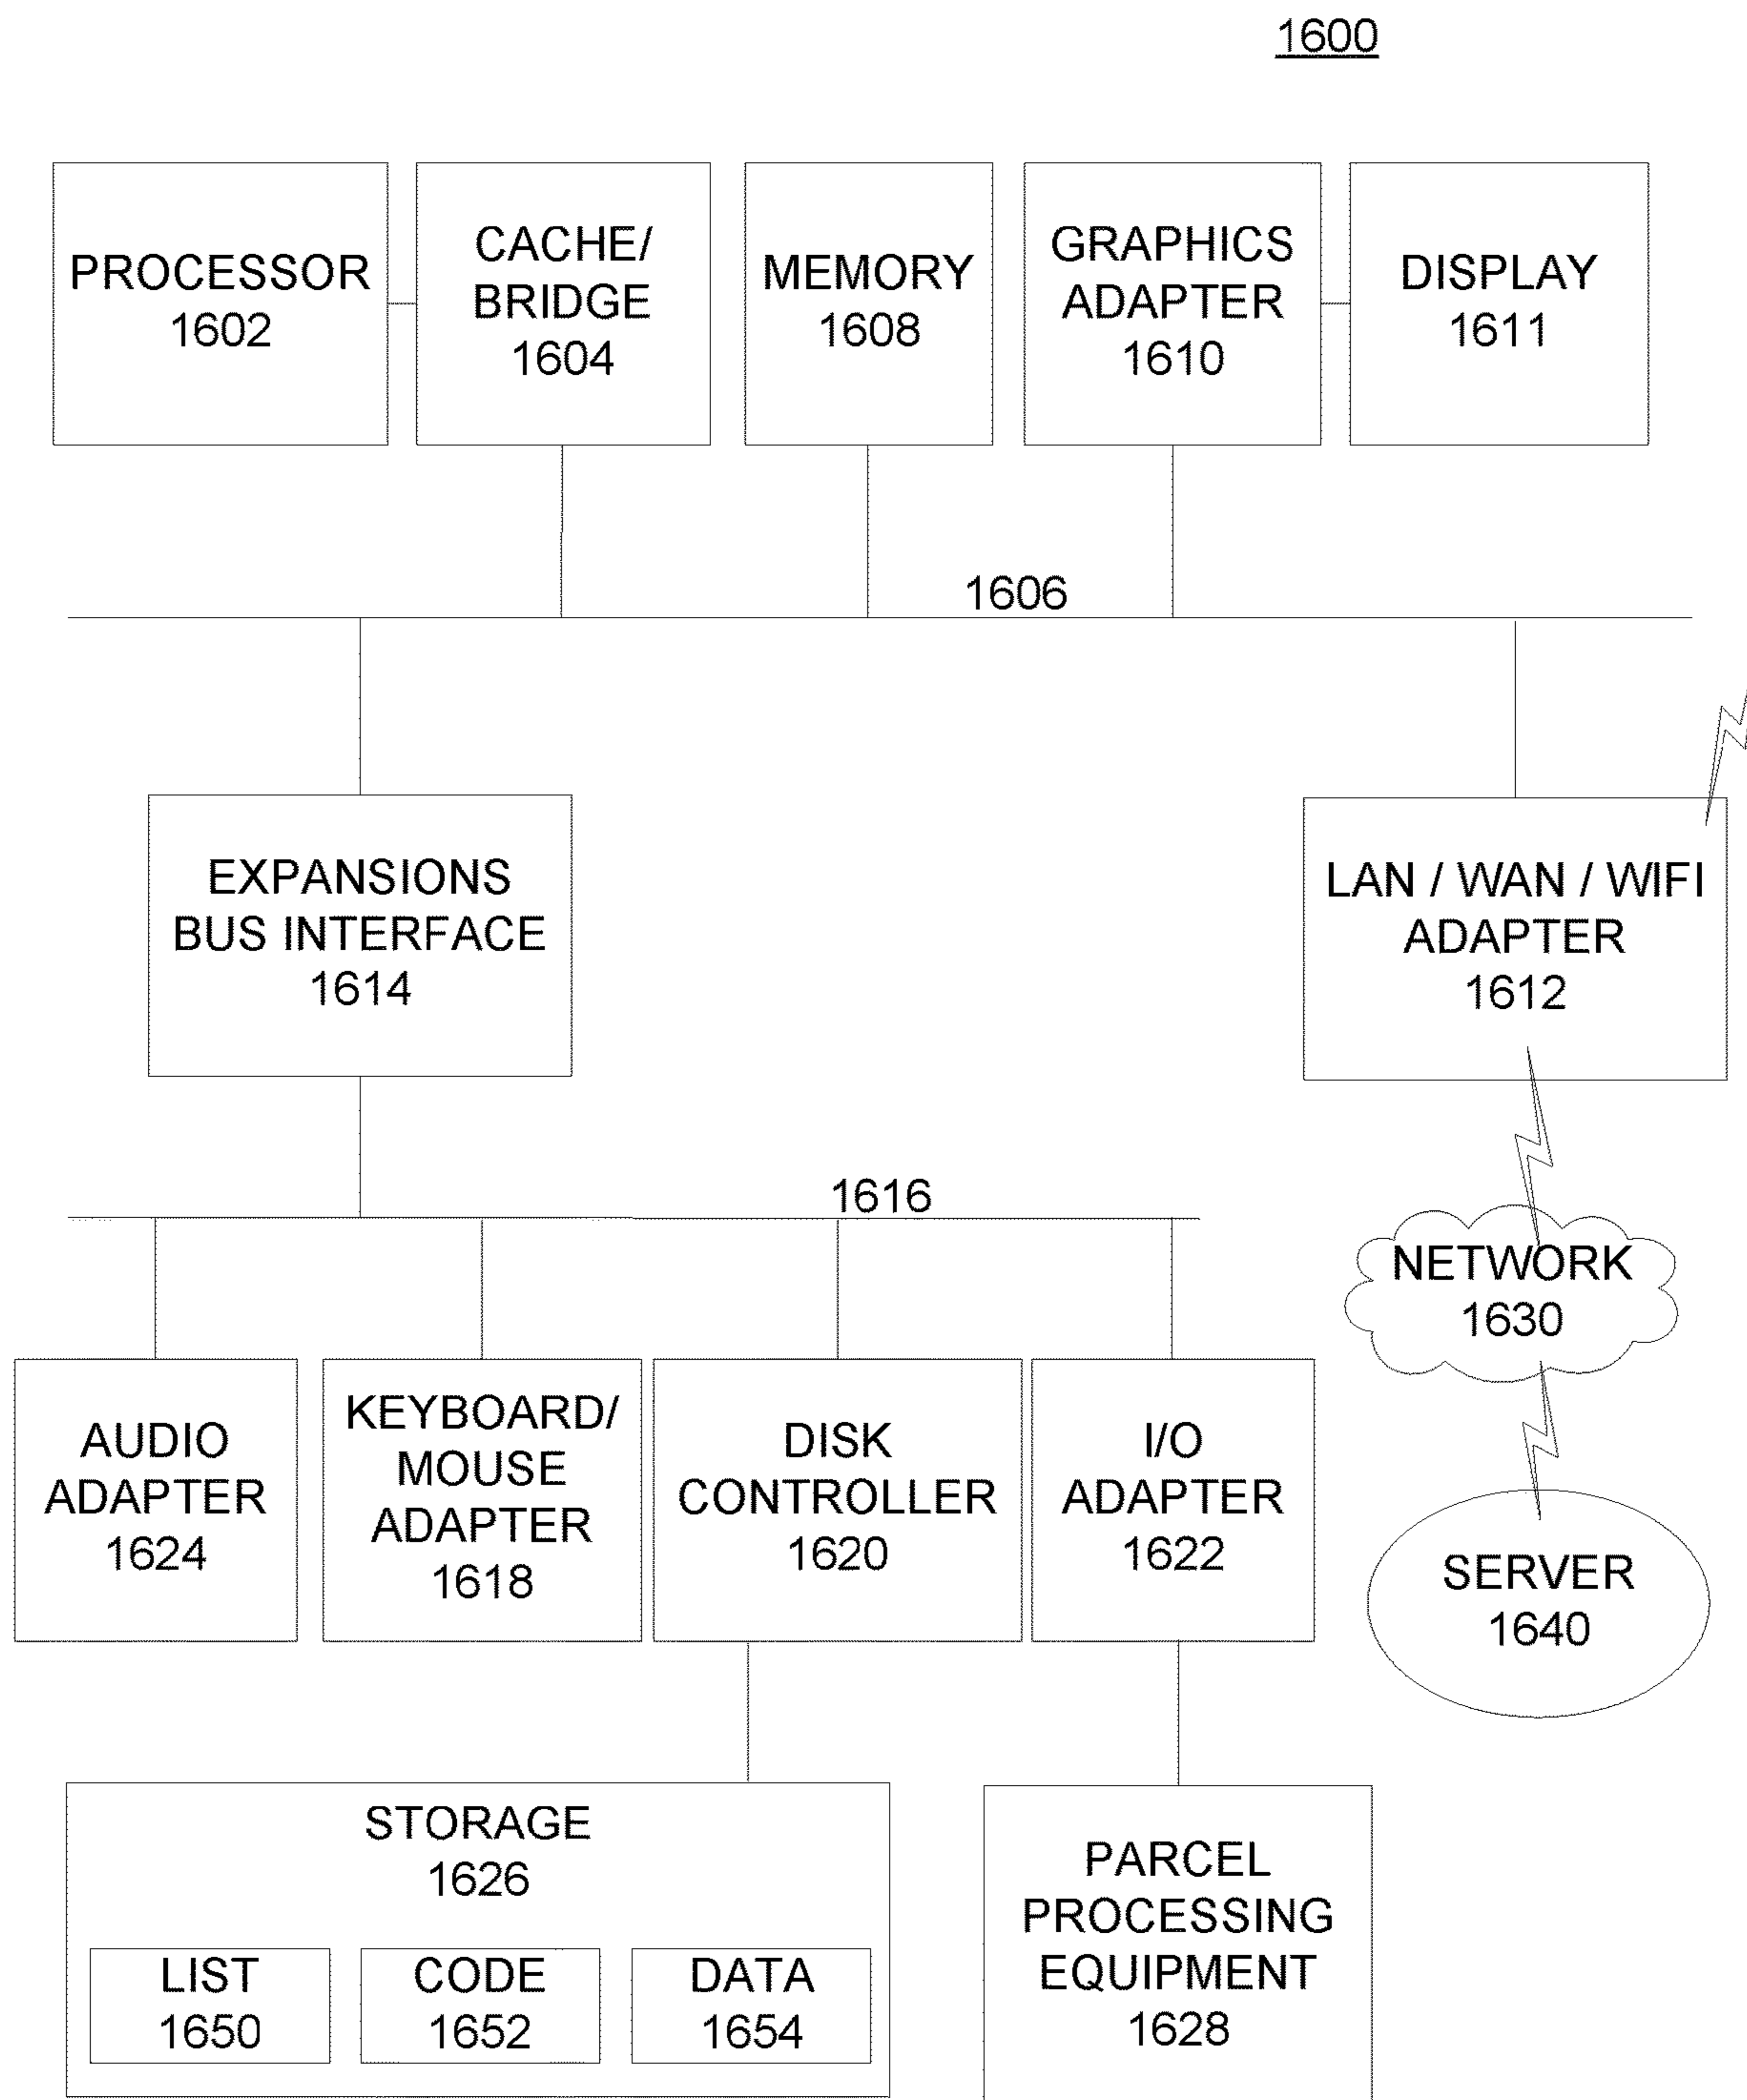 1600
PROCESSOR
1602
CACHE/
BRIDGE
1604
MEMORY
1608
GRAPHICS
ADAPTER
1610
DISPLAY
1611
1606
EXPANSIONS
BUS INTERFACE
1614
LAN / WAN / WIFI
ADAPTER
1612
1616
NETWORK
1630
AUDIO
ADAPTER
1624
KEYBOARD/
MOUSE
ADAPTER
1618
DISK
CONTROLLER
1620
I/O
ADAPTER
1622
SERVER
1640
STORAGE
1626
LIST
1650
CODE
1652
DATA
1654
PARCEL
PROCESSING
EQUIPMENT
1628